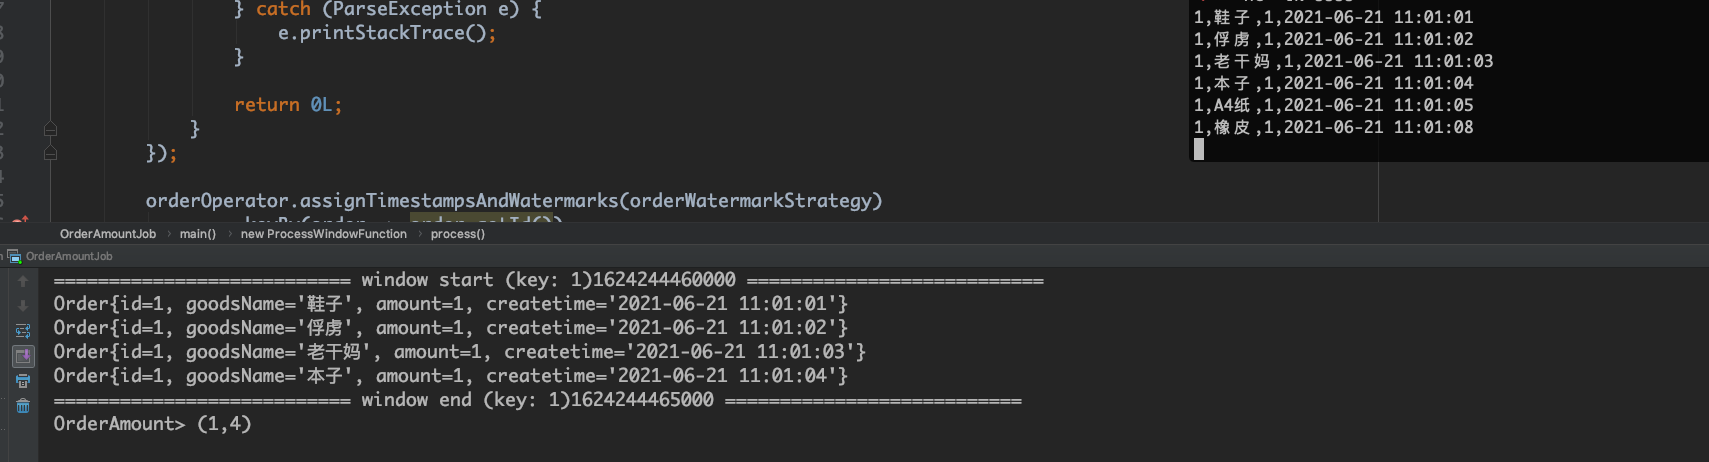 } catch (ParseException e) {
e.printStackTrace();
}
return 0L;
}
});
orderOperator.assignTimestampsAndWatermarks(orderWatermarkStrategy)
1,鞋子,1,2021-06-21 11:01:01
1,俘虏,1,2021-06-21 11:01:02
1,老干妈,1,2021-06-21 11:01:03
1,本子,1,2021-06-21 11:01:04
1,A4纸,1,2021-06-21 11:01:05
1,橡皮,1,2021-06-21 11:01:08
OrderAmountJob › main() › new ProcessWindowFunction › process()
OrderAmountJob
=========================== window start (key: 1)1624244460000 ===========================
Order{id=1, goodsName='鞋子', amount=1, createtime='2021-06-21 11:01:01'}
Order{id=1, goodsName='俘虏', amount=1, createtime='2021-06-21 11:01:02'}
Order{id=1, goodsName='老干妈', amount=1, createtime='2021-06-21 11:01:03'}
Order{id=1, goodsName='本子', amount=1, createtime='2021-06-21 11:01:04'}
=========================== window end (key: 1)1624244465000 ===========================
OrderAmount> (1,4)